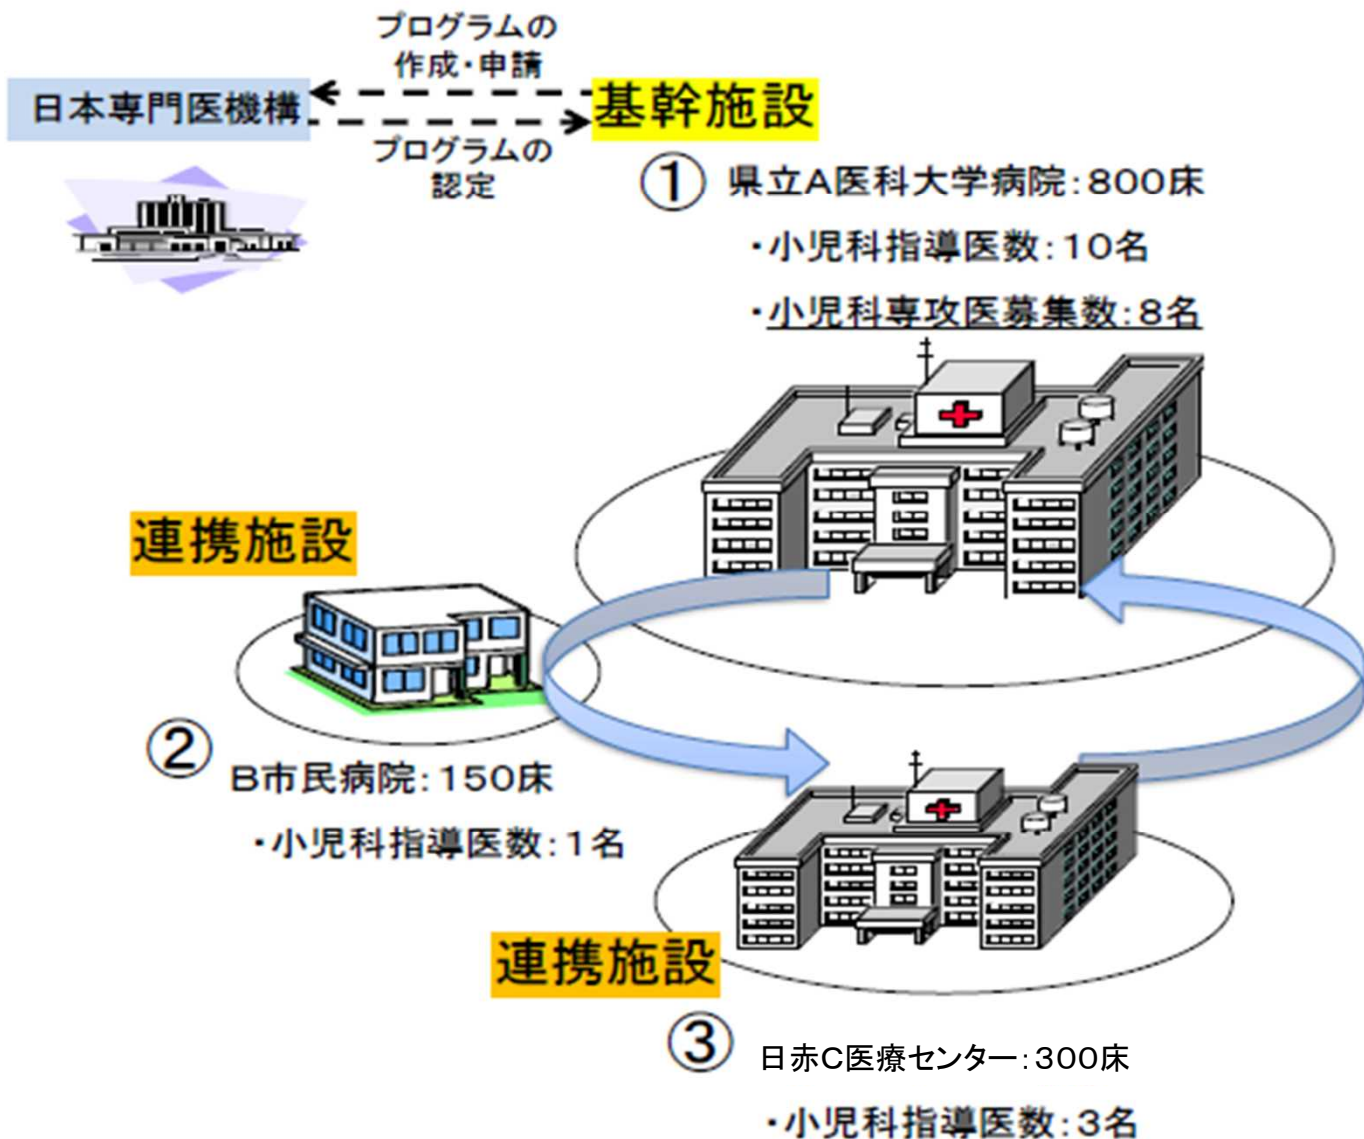 プログラムの
作成・申請
日本専門医機構
基幹施設
プログラムの
認定
① 県立A医科大学病院：800床
・小児科指導医数：10名
・小児科専攻医募集数：8名
連携施設
② B市民病院：150床
・小児科指導医数：1名
連携施設
③ 日赤C医療センター：300床
・小児科指導医数：3名